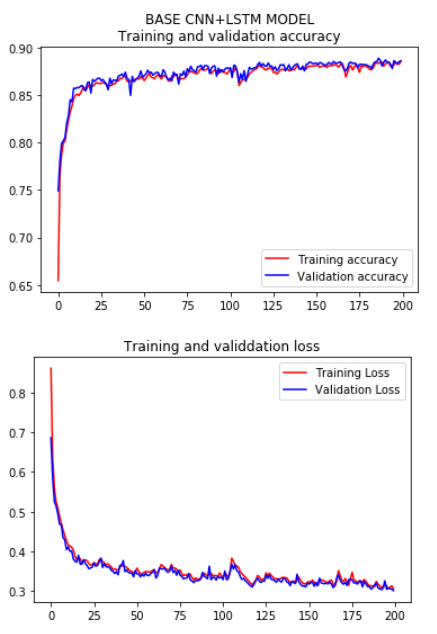 BASE CNN+LSTM MODEL
Training and validation accuracy
0.90
0.85
0.80
0.75
0.70
0.65
Training accuracy
Validation accuracy
0 25 50 75 100 125 150 175 200
Training and validdation loss
0.8
0.7
0.6
0.5
0.4
0.3
Training Loss
Validation Loss
0 25 50 75 100 125 150 175 200